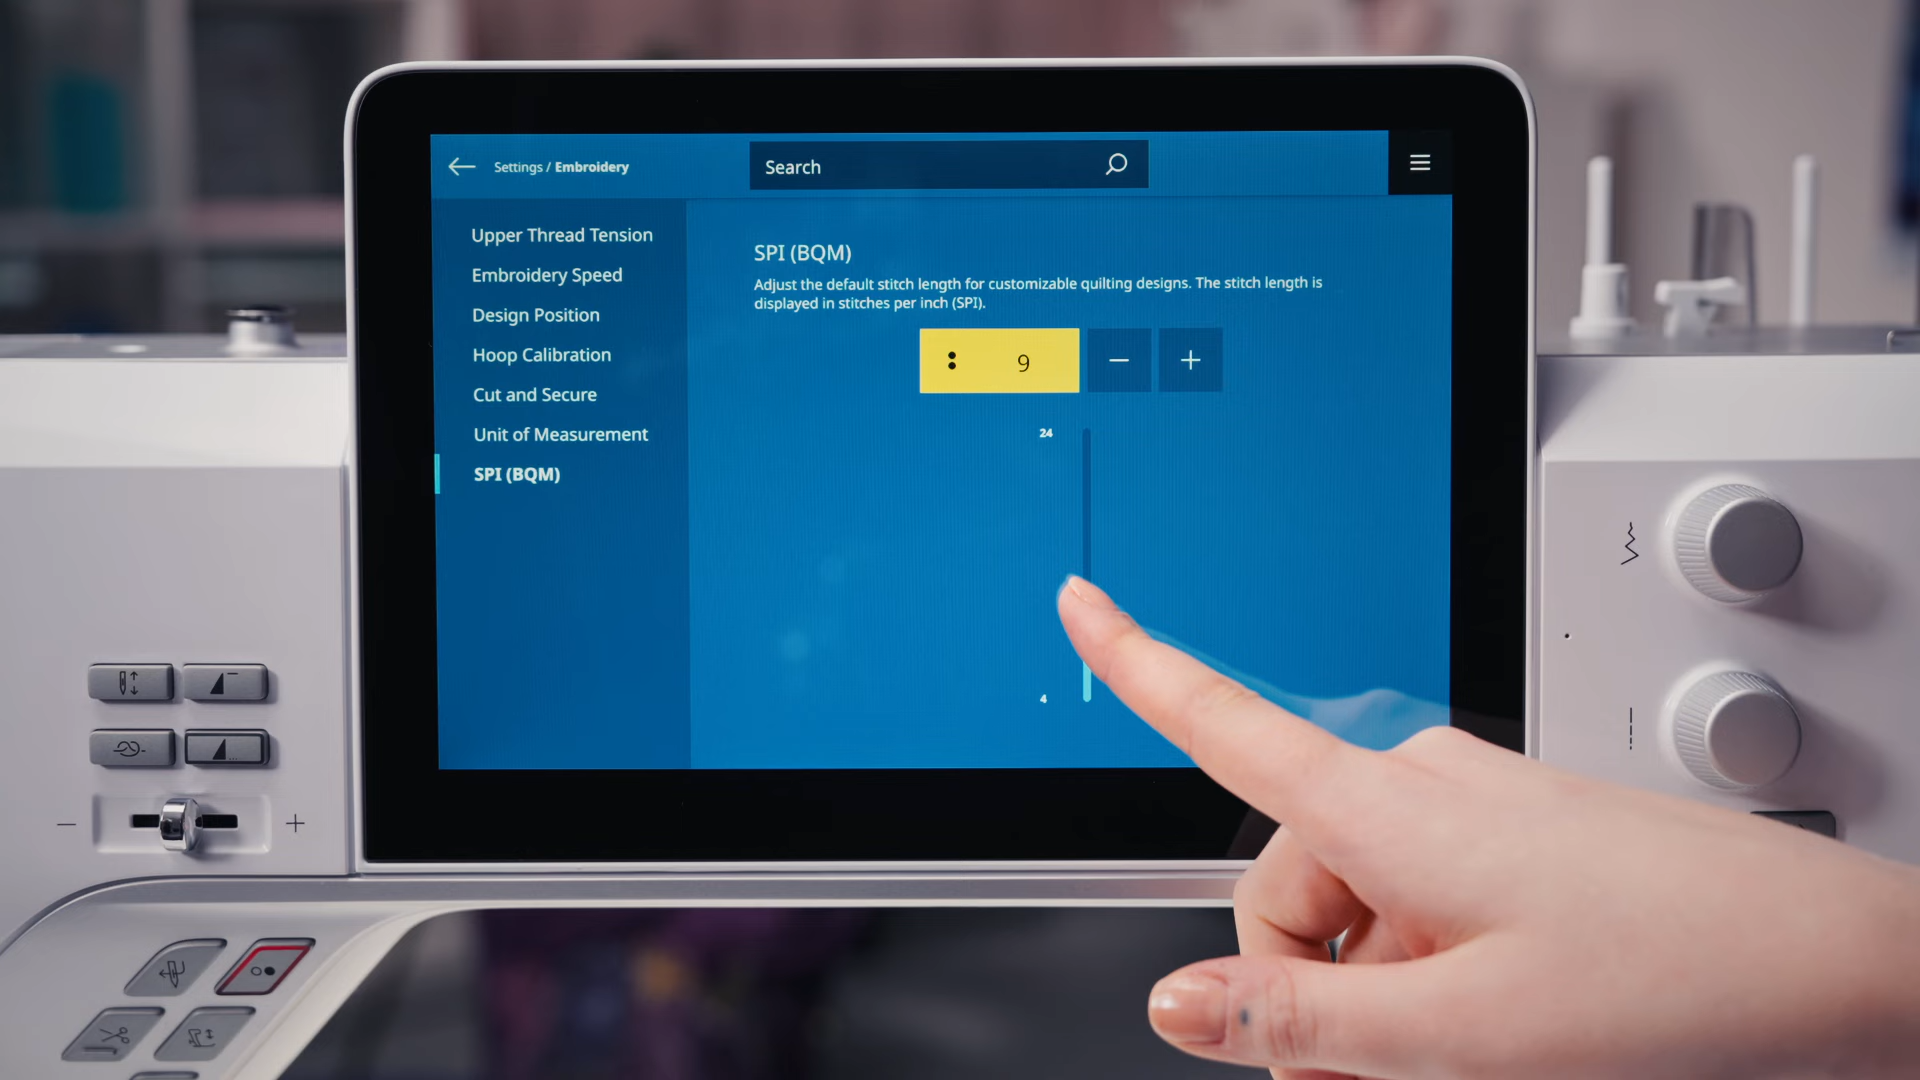 Settings / Embroidery
Search
Upper Thread Tension
Embroidery Speed
Design Position
Hoop Calibration
Cut and Secure
Unit of Measurement
SPI (BQM)
SPI (BQM)
Adjust the default stitch length for customizable quilting designs. The stitch length is
displayed in stitches per inch (SPI).
9 − +
24
4
− +